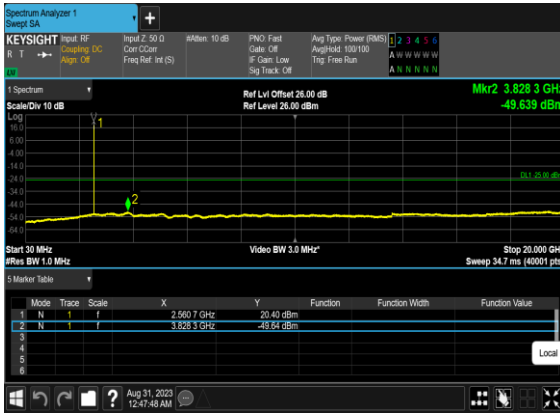 Spectrum Analyzer 1
Swept SA
+
KEYSIGHT Input: RF Input Z: 50 Ω #Atten: 10 dB PNO: Fast Avg Type: Power (RMS) 1 2 3 4 5 6
R T Coupling: DC Corr CCorr Gate: Off Avg|Hold: 100/100 A W W W W W
Align: Off Freq Ref: Int (S) IF Gain: Low Trig: Free Run
Sig Track: Off A N N N N N
1 Spectrum Ref Lvl Offset 26.00 dB Mkr2 3.828 3 GHz
Scale/Div 10 dB Ref Level 26.00 dBm -49.639 dBm
Log
16.0
6.00
-4.00
-14.0
-24.0
DL1 -25.00 dBm
-34.0
-44.0
-54.0
-64.0
1
2
Start 30 MHz Video BW 3.0 MHz* Stop 20.000 GHz
#Res BW 1.0 MHz Sweep 34.7 ms (40001 pts)
5 Marker Table
Mode Trace Scale X Y Function Function Width Function Value
1 N 1 f 2.560 7 GHz 20.40 dBm
2 N 1 f 3.828 3 GHz -49.64 dBm
3
4
5
6
Local
? Aug 31, 2023
12:47:48 AM